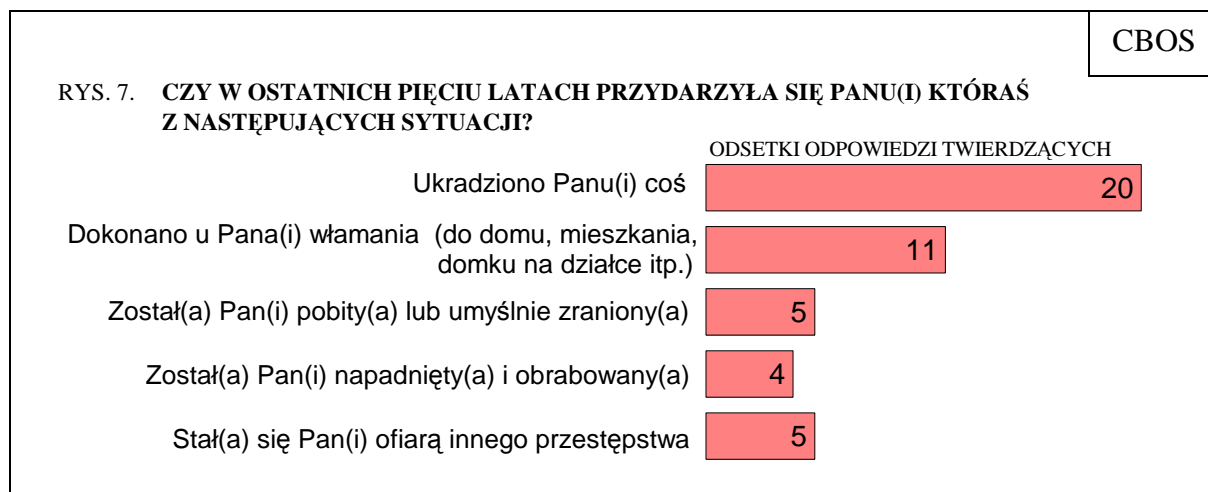 CBOS
RYS. 7. CZY W OSTATNICH PIĘCIU LATACH PRZYDARZYŁA SIĘ PANU(I) KTÓRAŚ
Z NASTĘPUJĄCYCH SYTUACJI?
ODSETKI ODPOWIEDZI TWIERDZĄCYCH
Ukradziono Panu(i) coś 20
Dokonano u Pana(i) włamania (do domu, mieszkania,
domku na działce itp.) 11
Został(a) Pan(i) pobity(a) lub umyślnie zraniony(a) 5
Został(a) Pan(i) napadnięty(a) i obrabowany(a) 4
Stał(a) się Pan(i) ofiarą innego przestępstwa 5